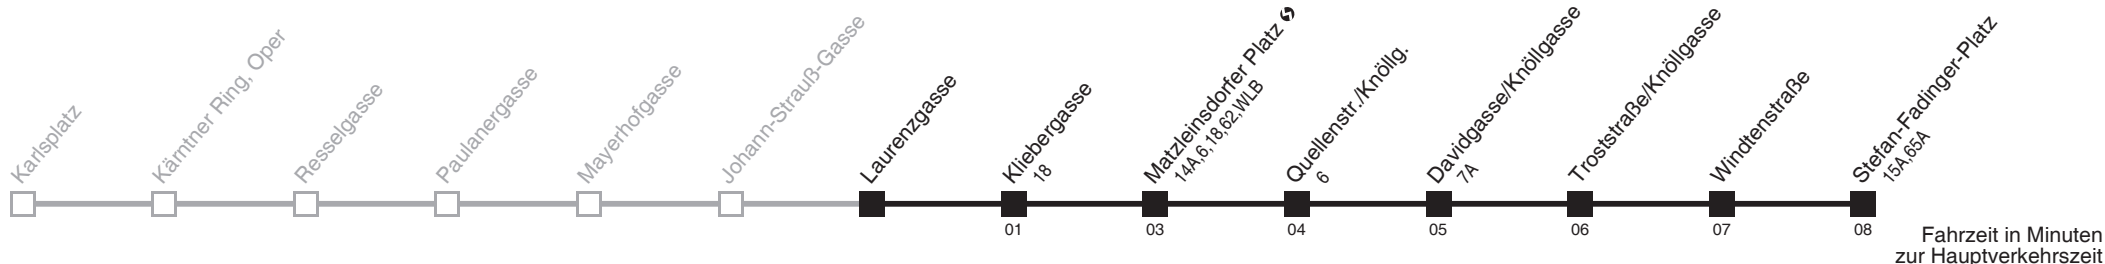 Karlsplatz
Kärntner Ring, Oper
Resselgasse
Paulanergasse
Mayerhofgasse
Johann-Strauß-Gasse
Laurenzgasse
Kliebergasse
18
Matzleinsdorfer Platz
14A,6,18,62,WLB
Quellenstr./Knöllg.
6
Davidgasse/Knöllgasse
7A
Troststraße/Knöllgasse
Windtenstraße
Stefan-Fadinger-Platz
15A,65A
01
03
04
05
06
07
08
Fahrzeit in Minuten
zur Hauptverkehrszeit